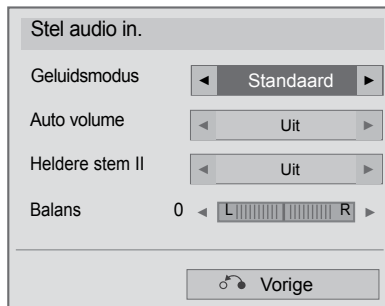 Stel audio in.
Geluidsmodus ◄ Standaard ►
Auto volume ◄ Uit ►
Heldere stem II ◄ Uit ►
Balans 0 ◄ L R ►
Vorige